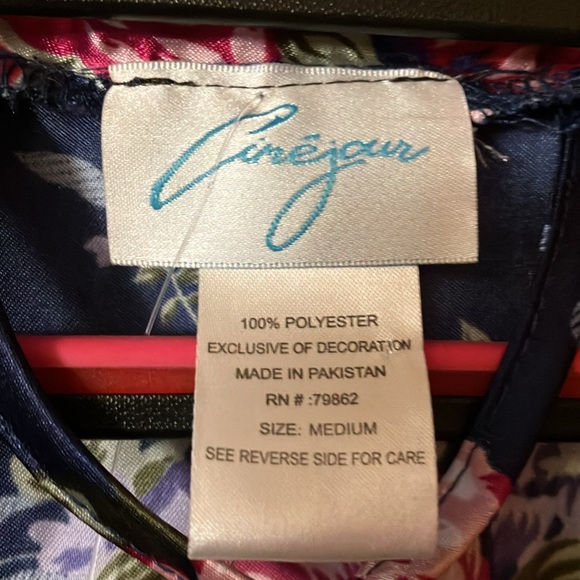 Cinéjour
100% POLYESTER
EXCLUSIVE OF DECORATION
MADE IN PAKISTAN
RN # :79862
SIZE: MEDIUM
SEE REVERSE SIDE FOR CARE